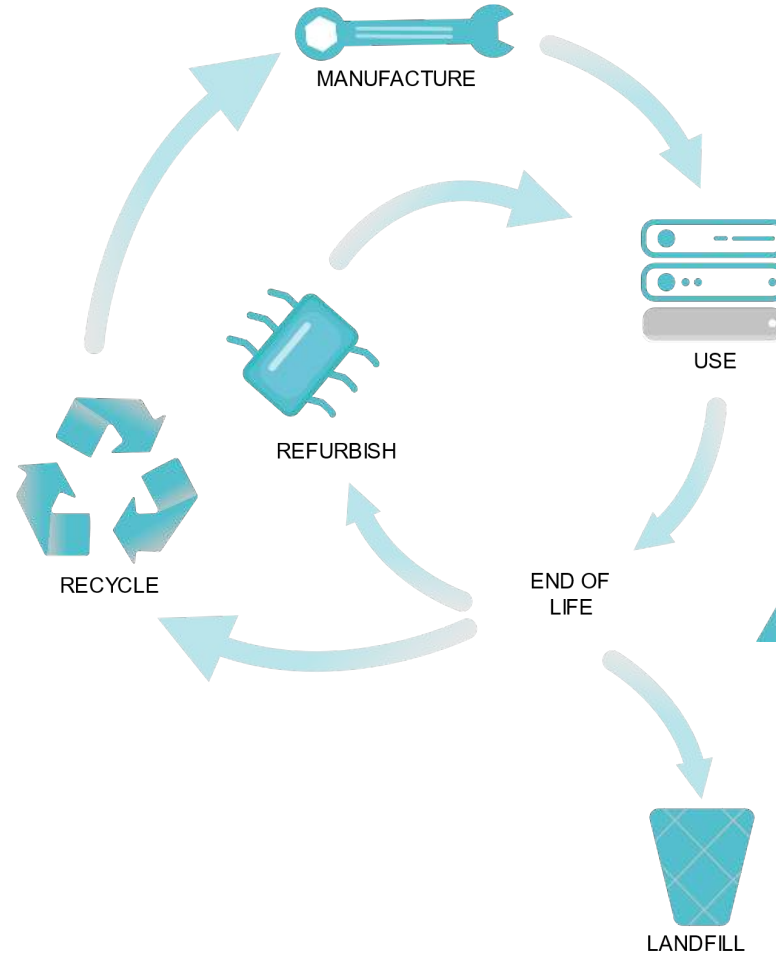 MANUFACTURE
USE
REFURBISH
RECYCLE
END OF
LIFE
LANDFILL